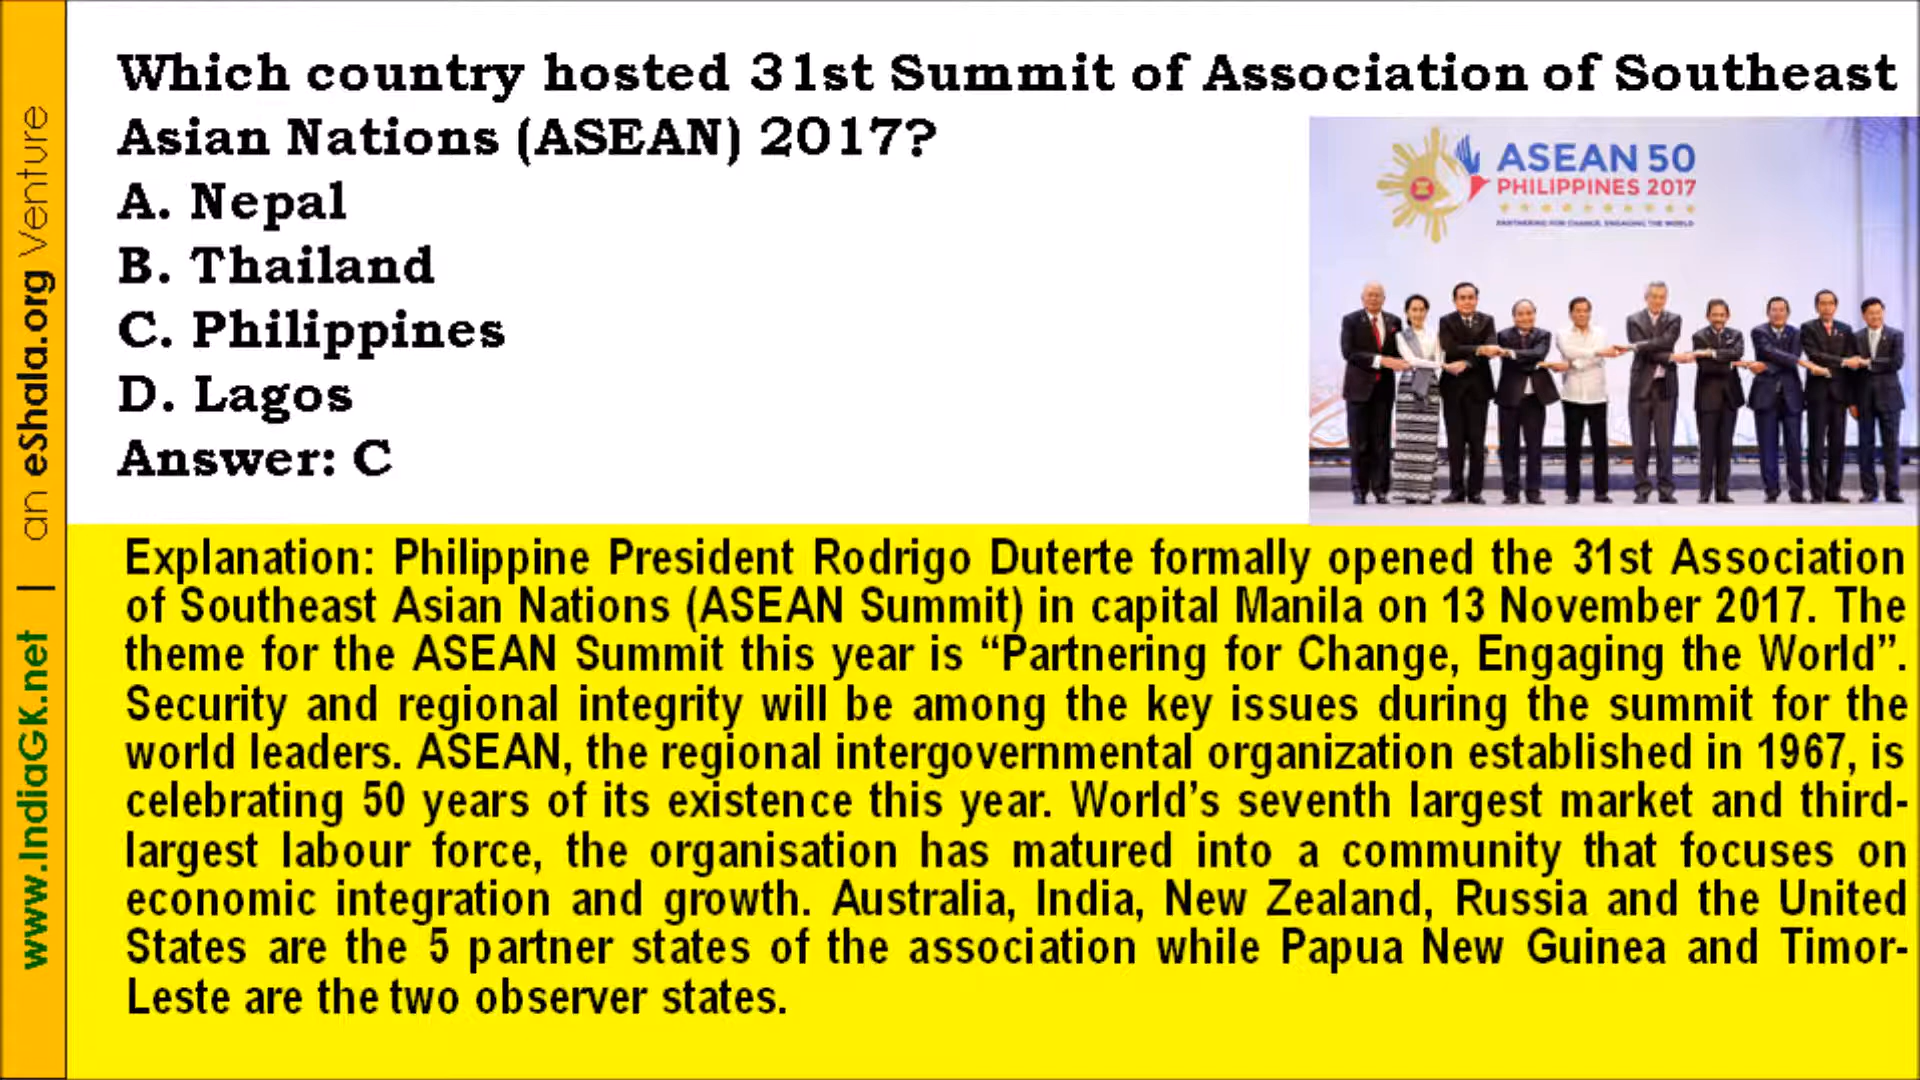 Which country hosted 31st Summit of Association of Southeast
Asian Nations (ASEAN) 2017?
A. Nepal
B. Thailand
C. Philippines
D. Lagos
Answer: C
ASEAN 50
PHILIPPINES 2017
PARTNERING FOR CHANGE, ENGAGING THE WORLD
Explanation: Philippine President Rodrigo Duterte formally opened the 31st Association
of Southeast Asian Nations (ASEAN Summit) in capital Manila on 13 November 2017. The
theme for the ASEAN Summit this year is “Partnering for Change, Engaging the World”.
Security and regional integrity will be among the key issues during the summit for the
world leaders. ASEAN, the regional intergovernmental organization established in 1967, is
celebrating 50 years of its existence this year. World’s seventh largest market and third-
largest labour force, the organisation has matured into a community that focuses on
economic integration and growth. Australia, India, New Zealand, Russia and the United
States are the 5 partner states of the association while Papua New Guinea and Timor-
Leste are the two observer states.
www.IndiaGK.net | an eShala.org Venture